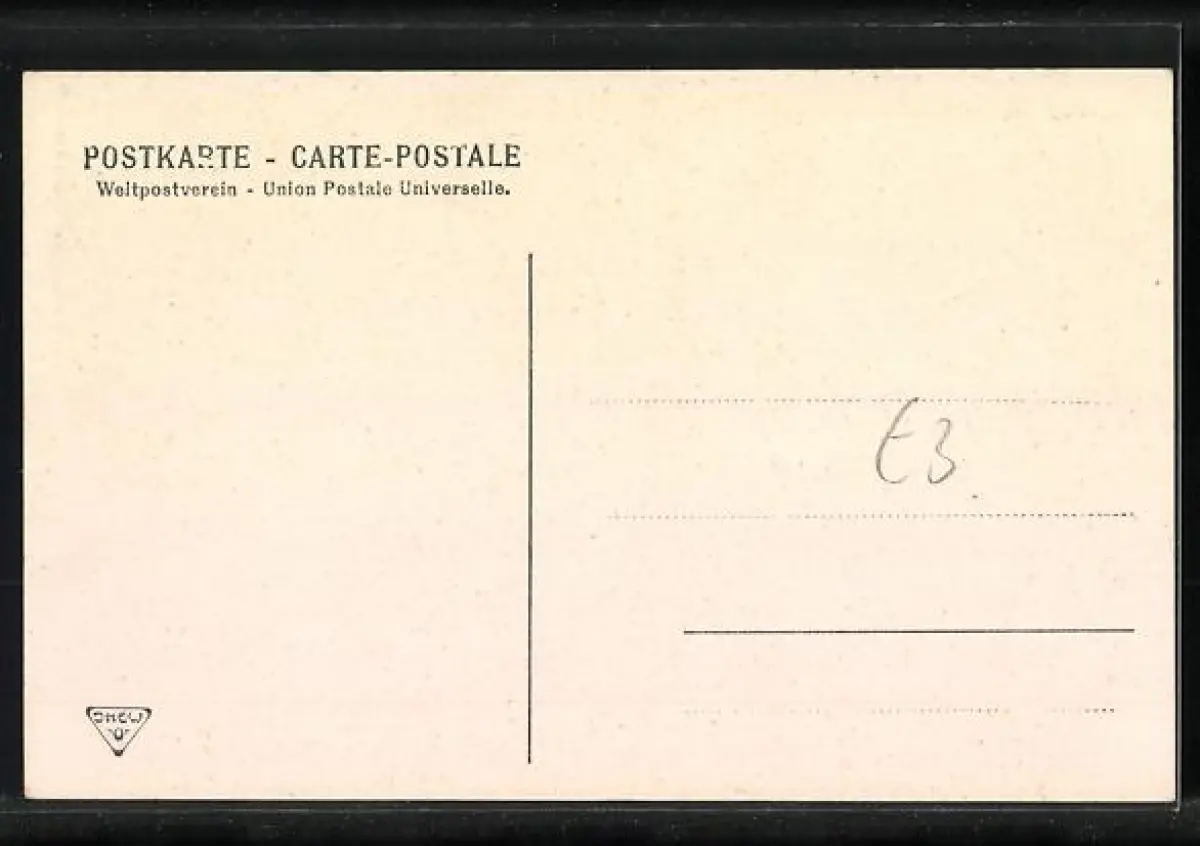 POSTKARTE - CARTE-POSTALE
Weltpostverein - Union Postale Universelle.
E3